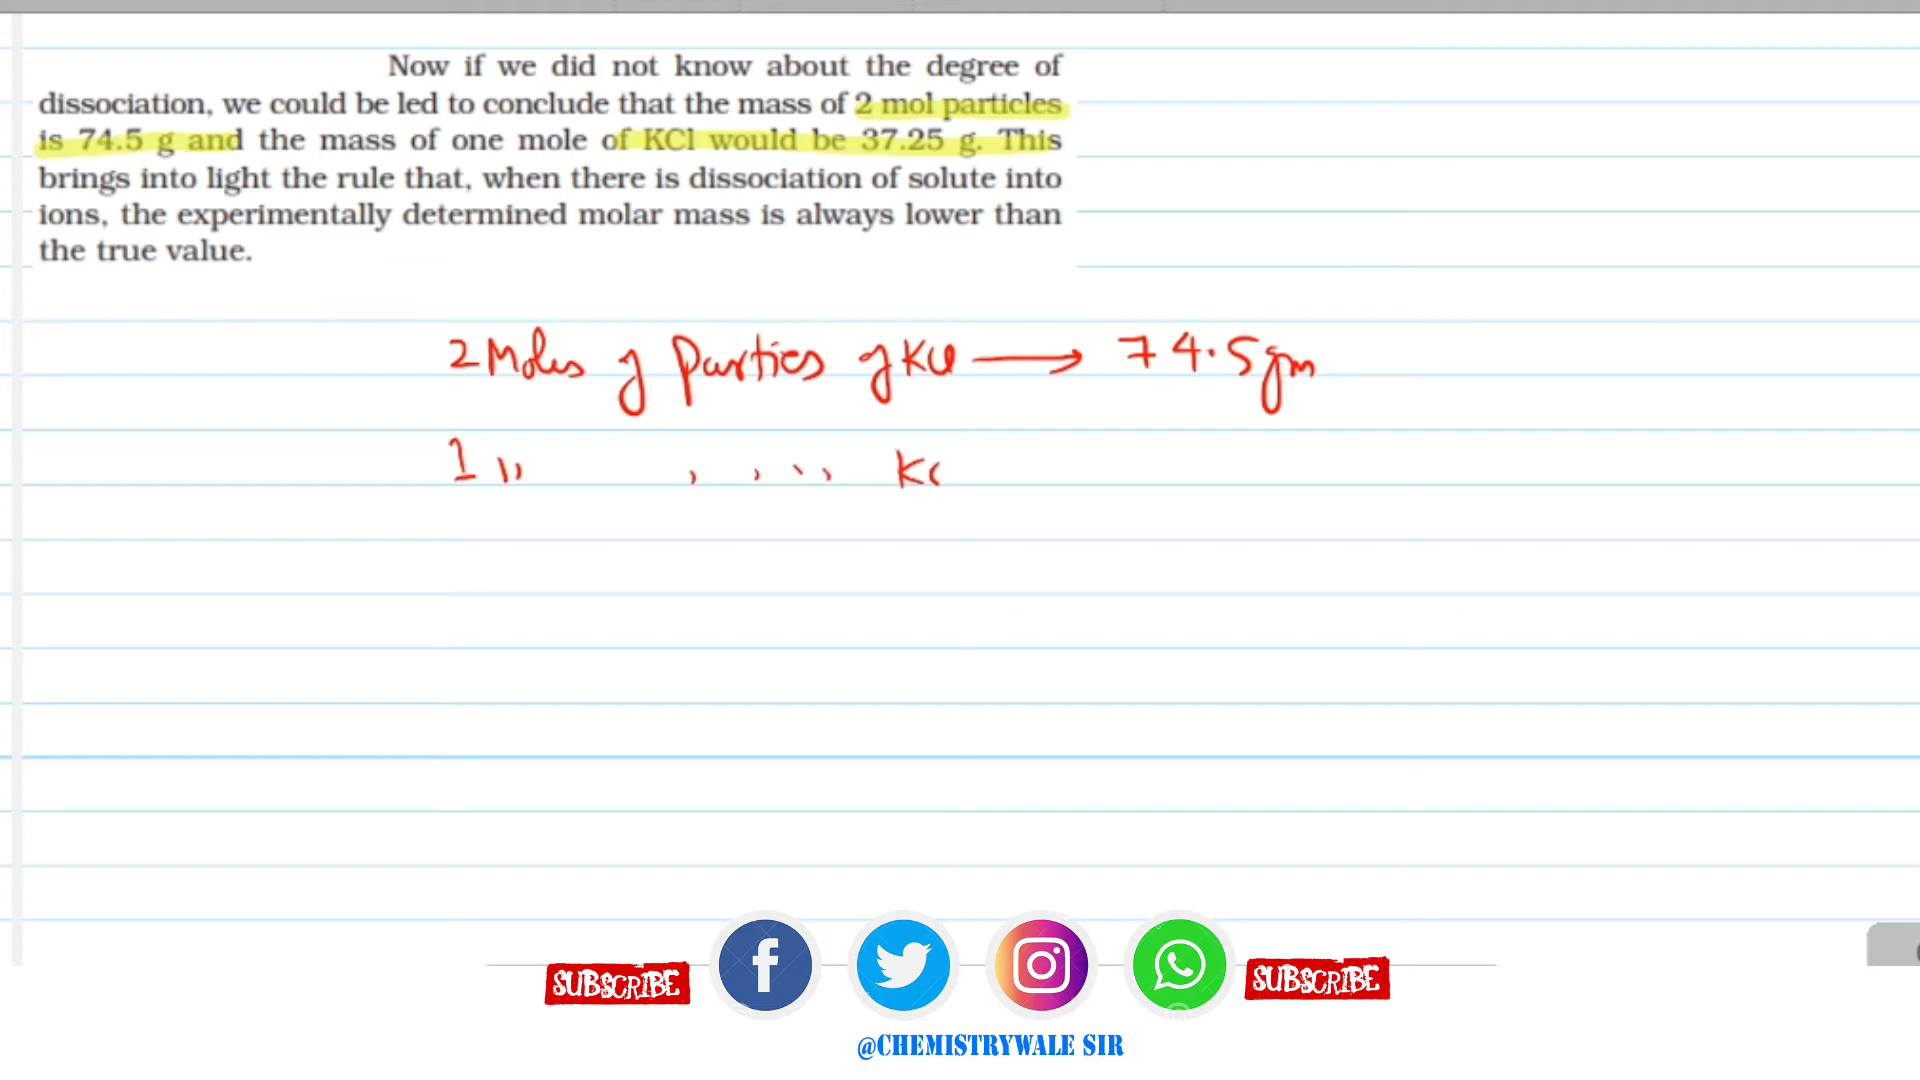 Now if we did not know about the degree of
dissociation, we could be led to conclude that the mass of 2 mol particles
is 74.5 g and the mass of one mole of KCl would be 37.25 g. This
brings into light the rule that, when there is dissociation of solute into
ions, the experimentally determined molar mass is always lower than
the true value.
2 Moles of Parties of KCl → 74.5 gm
1 ,, , , , , KC
SUBSCRIBE
SUBSCRIBE
@CHEMISTRYWALE SIR